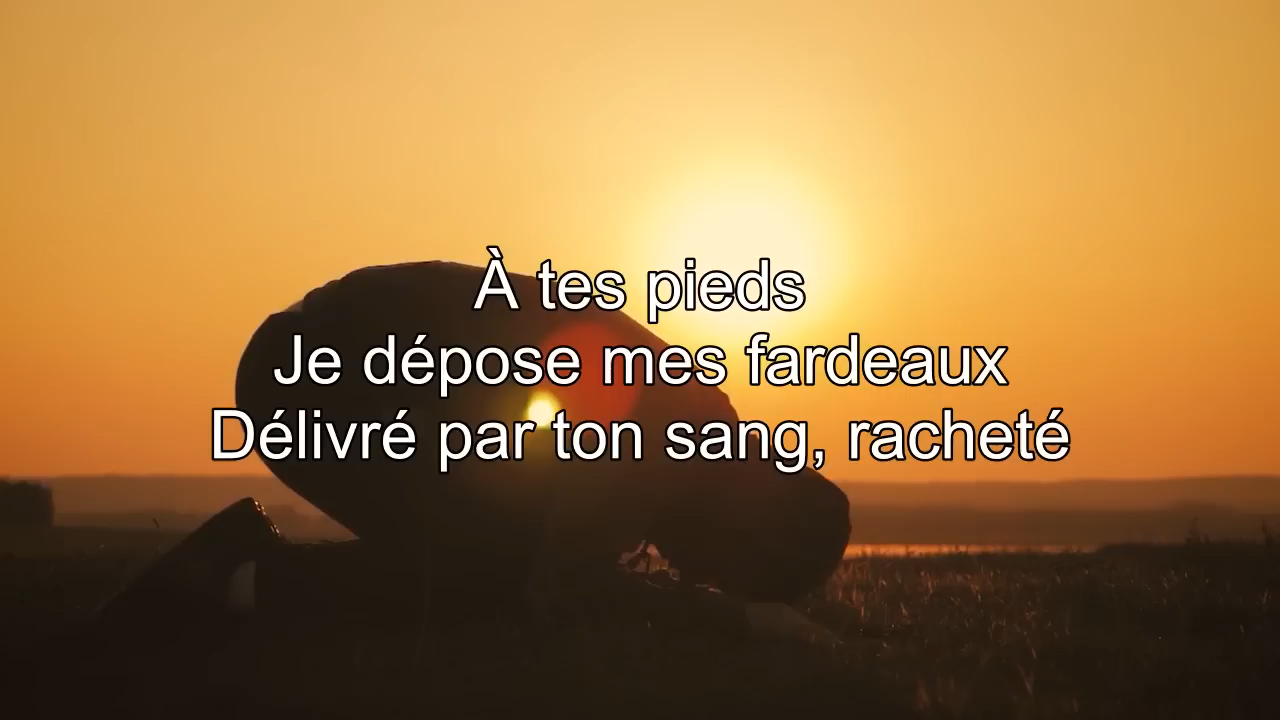 À tes pieds
Je dépose mes fardeaux
Délivré par ton sang, racheté